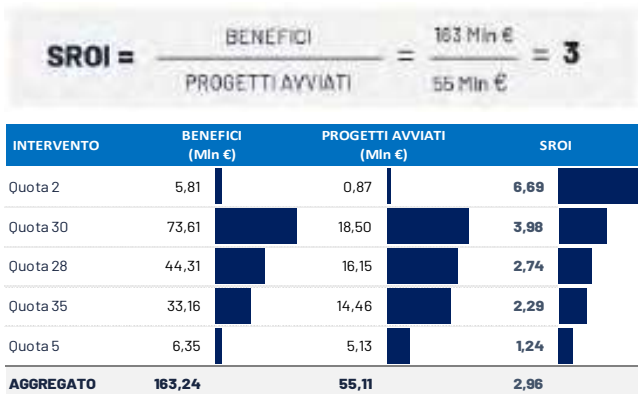 SROI = BENEFICI / PROGETTI AVVIATI = 163 Mln € / 55 Mln € = 3
INTERVENTO BENEFICI (Mln €) PROGETTI AVVIATI (Mln €) SROI
Quota 2 5,81 0,87 6,69
Quota 30 73,61 18,50 3,98
Quota 28 44,31 16,15 2,74
Quota 35 33,16 14,46 2,29
Quota 5 6,35 5,13 1,24
AGGREGATO 163,24 55,11 2,96